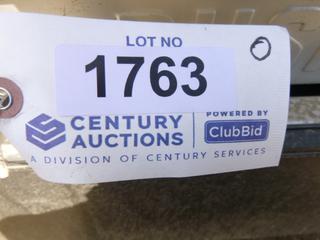 LOT NO
1763
CENTURY
AUCTIONS
POWERED BY
ClubBid
A DIVISION OF CENTURY SERVICES